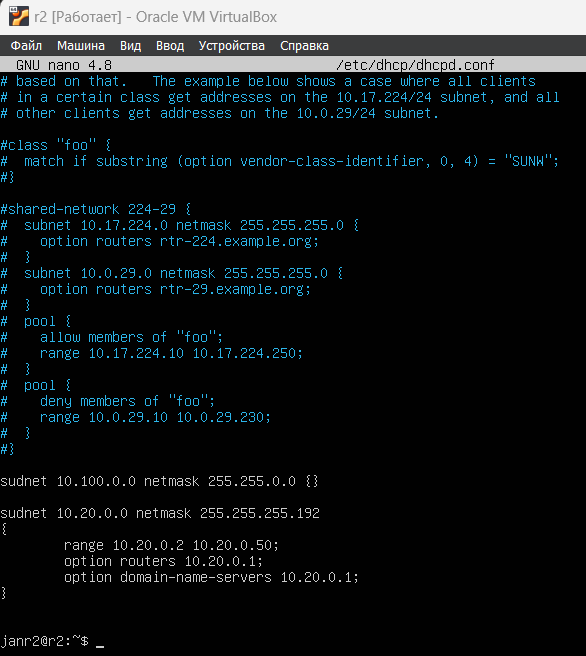 r2 [Работает] - Oracle VM VirtualBox
Файл Машина Вид Ввод Устройства Справка
GNU nano 4.8 /etc/dhcp/dhcpd.conf
# based on that.   The example below shows a case where all clients
# in a certain class get addresses on the 10.17.224/24 subnet, and all
# other clients get addresses on the 10.0.29/24 subnet.
#class "foo" {
#  match if substring (option vendor-class-identifier, 0, 4) = "SUNW";
#}
#shared-network 224-29 {
#  subnet 10.17.224.0 netmask 255.255.255.0 {
#    option routers rtr-224.example.org;
#  }
#  subnet 10.0.29.0 netmask 255.255.255.0 {
#    option routers rtr-29.example.org;
#  }
#  pool {
#    allow members of "foo";
#    range 10.17.224.10 10.17.224.250;
#  }
#  pool {
#    deny members of "foo";
#    range 10.0.29.10 10.0.29.230;
#  }
#}
sudnet 10.100.0.0 netmask 255.255.0.0 {}
sudnet 10.20.0.0 netmask 255.255.255.192
{
range 10.20.0.2 10.20.0.50;
option routers 10.20.0.1;
option domain-name-servers 10.20.0.1;
}
janr2@r2:~$ _